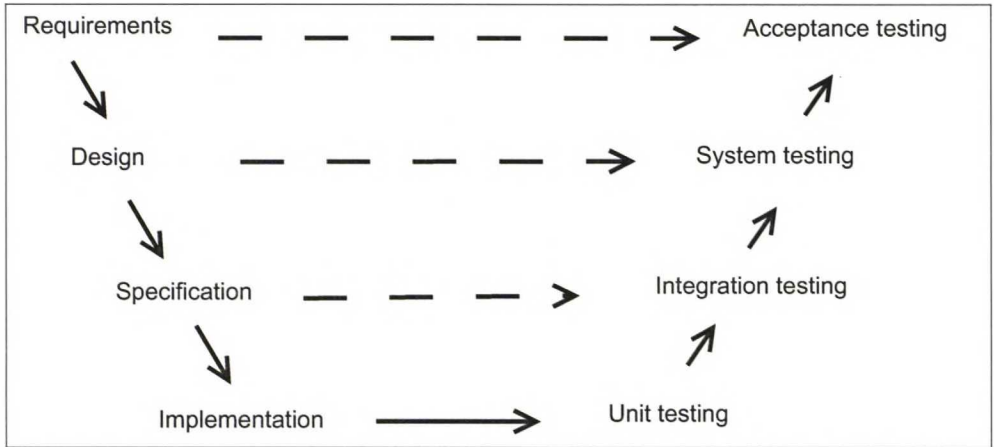 Requirements
Acceptance testing
Design
System testing
Specification
Integration testing
Implementation
Unit testing